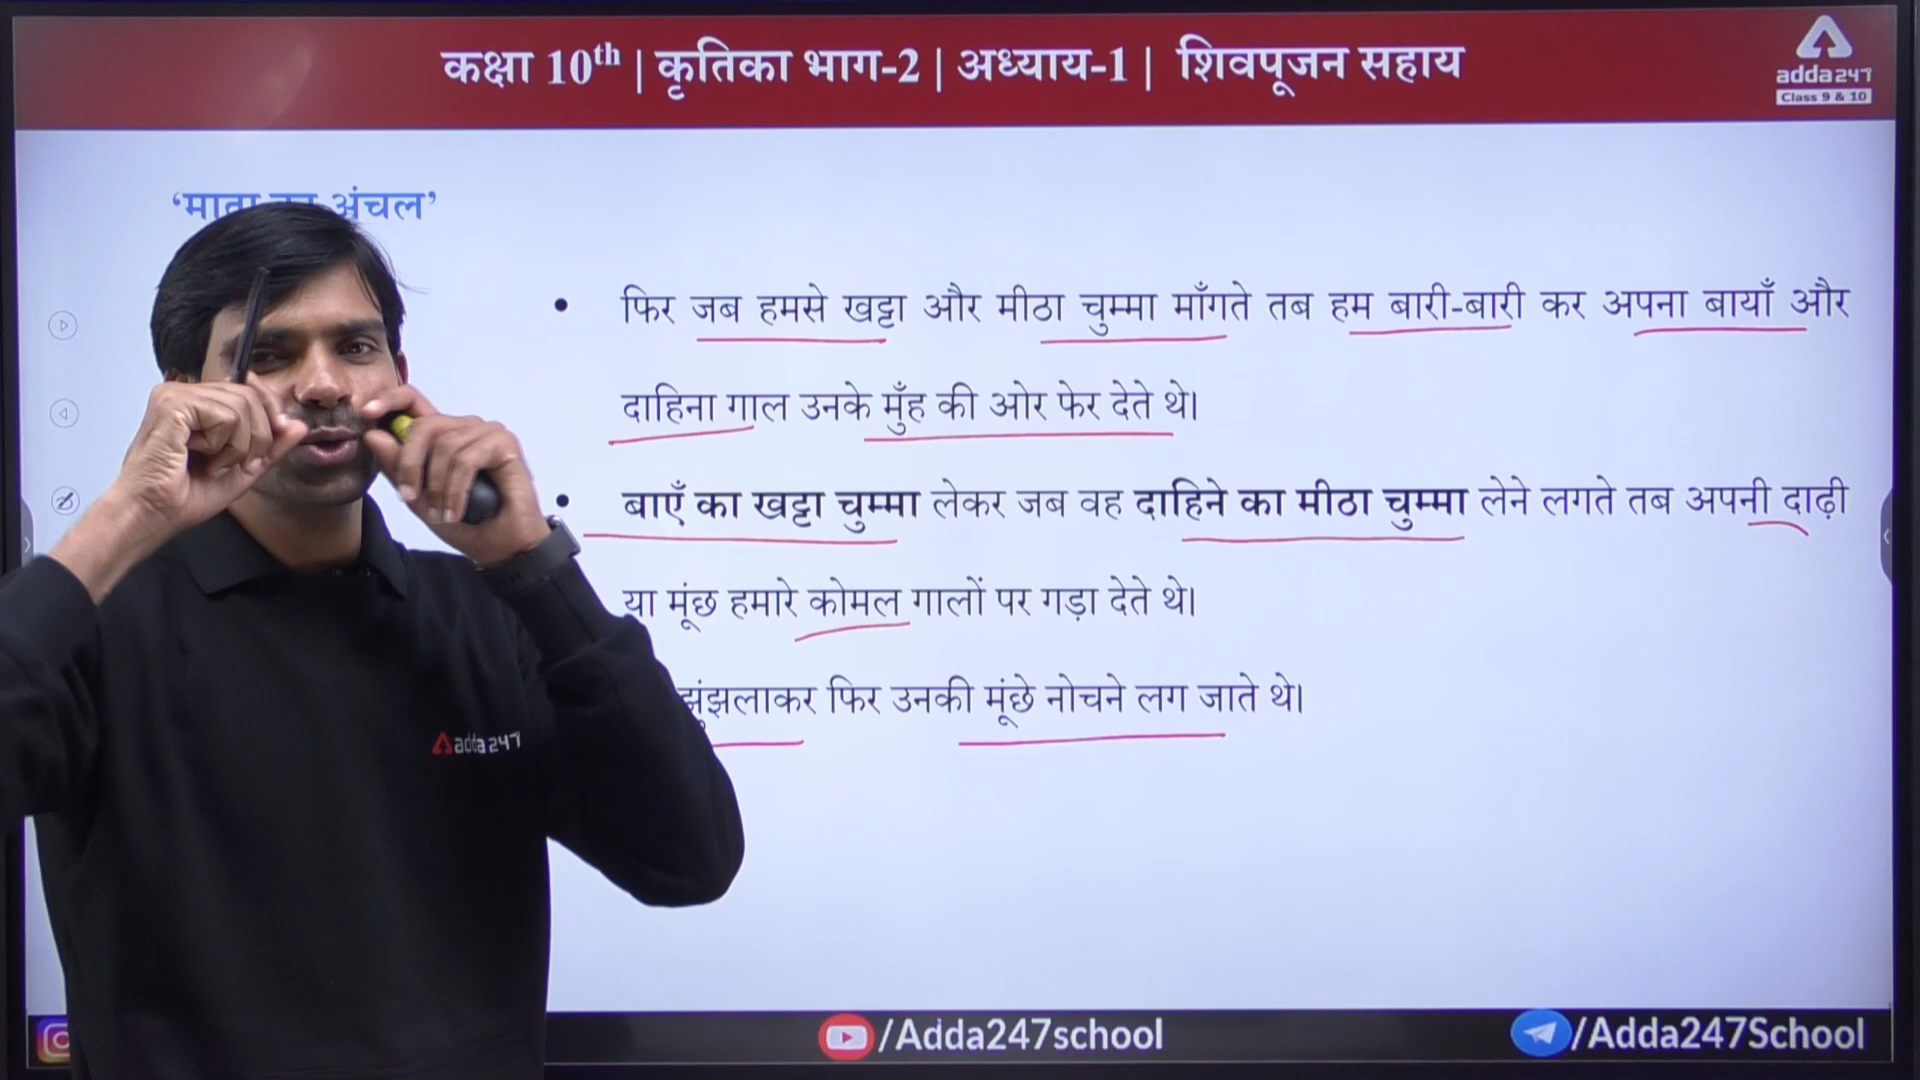 कक्षा 10th | कृतिका भाग-2 | अध्याय-1 | शिवपूजन सहाय
adda247
Class 9 & 10
अंचल’
• फिर जब हमसे खट्टा और मीठा चुम्मा माँगते तब हम बारी-बारी कर अपना बायाँ और
दाहिना गाल उनके मुँह की ओर फेर देते थे।
• बाएँ का खट्टा चुम्मा लेकर जब वह दाहिने का मीठा चुम्मा लेने लगते तब अपनी दाढ़ी
या मूंछ हमारे कोमल गालों पर गड़ा देते थे।
झुंझलाकर फिर उनकी मूंछे नोचने लग जाते थे।
adda247
/Adda247school
/Adda247School